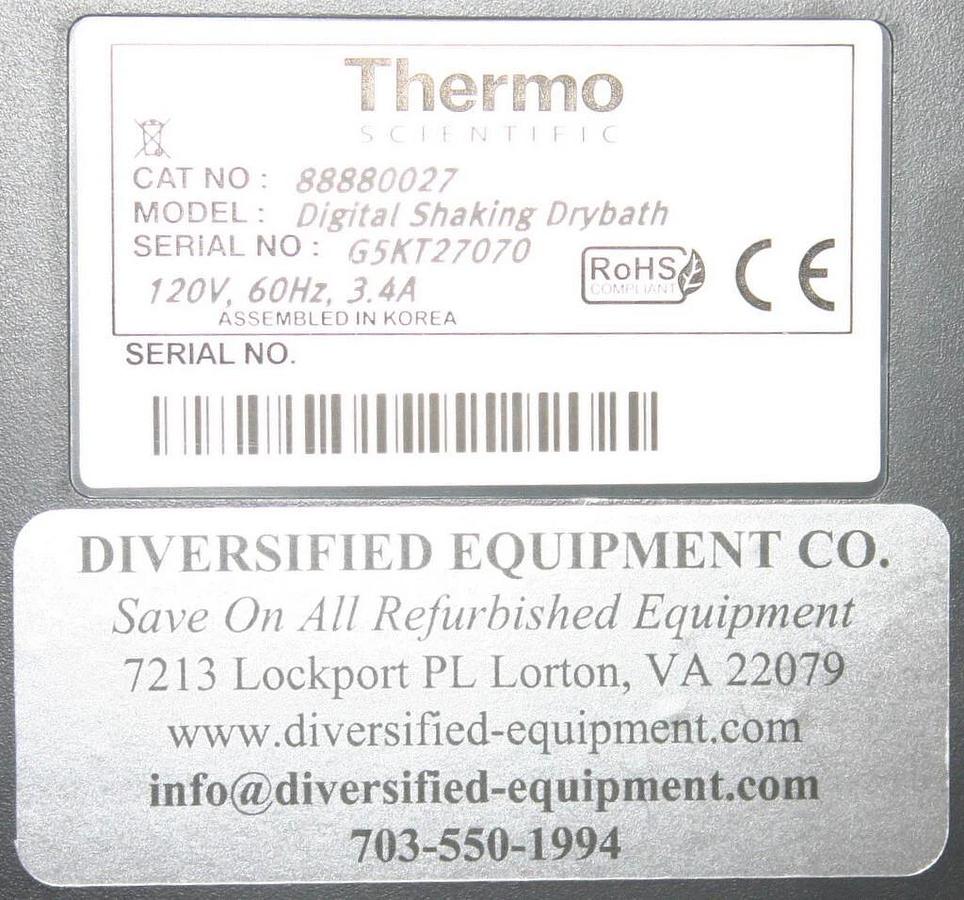 Thermo
SCIENTIFIC
CAT NO : 88880027
MODEL : Digital Shaking Drybath
SERIAL NO : G5KT27070
120V, 60Hz, 3.4A
ASSEMBLED IN KOREA
RoHS
COMPLIANT
CE
SERIAL NO.
DIVERSIFIED EQUIPMENT CO.
Save On All Refurbished Equipment
7213 Lockport PL Lorton, VA 22079
www.diversified-equipment.com
info@diversified-equipment.com
703-550-1994